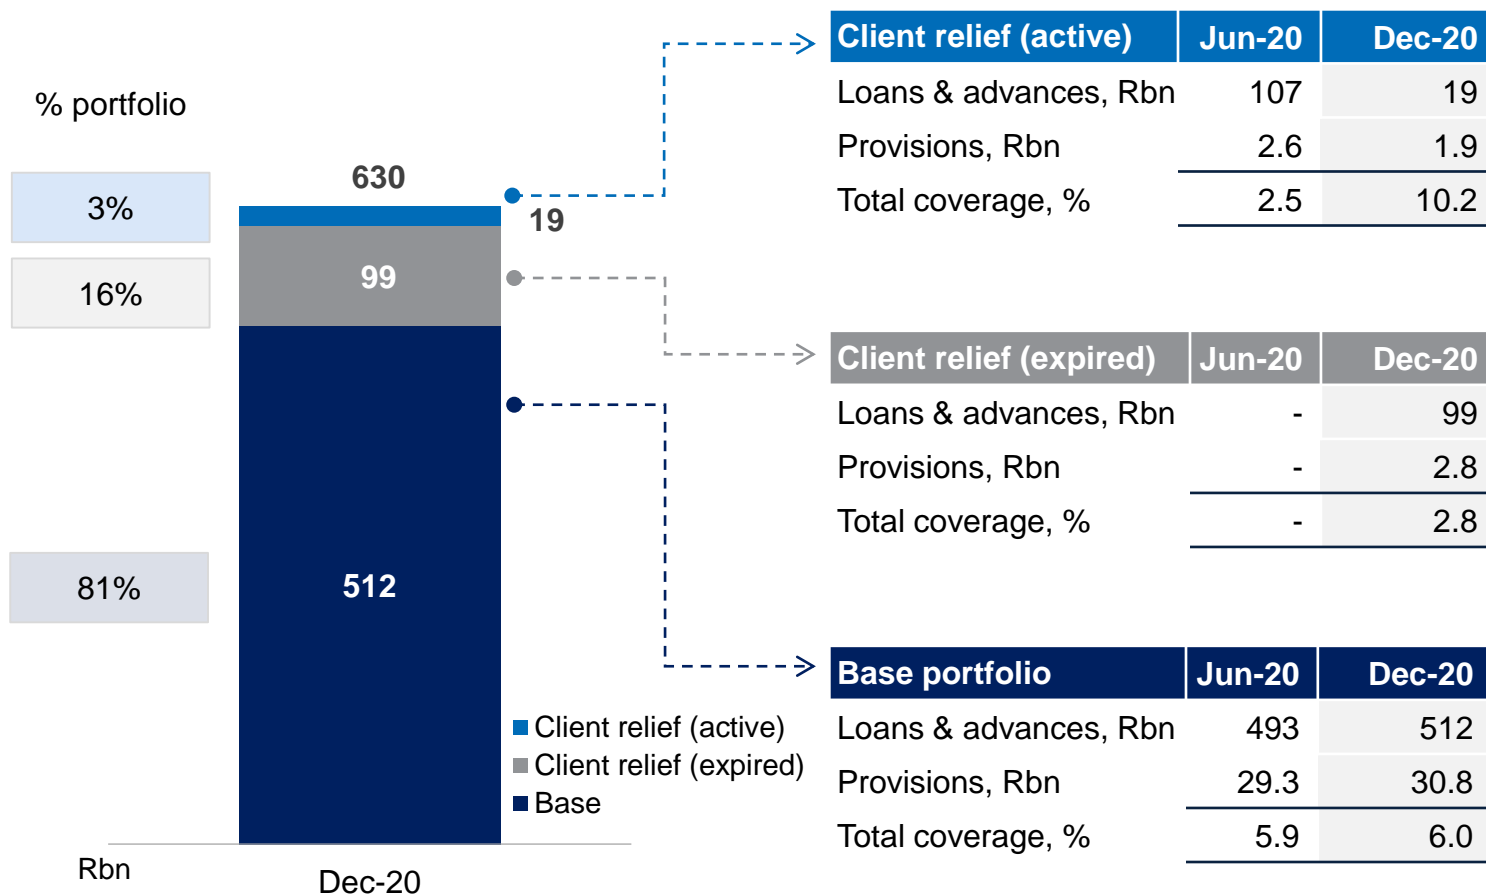 % portfolio
3%
16%
81%
630
19
99
512
Client relief (active)
Client relief (expired)
Base
Rbn
Dec-20
Client relief (active) Jun-20 Dec-20
Loans & advances, Rbn 107 19
Provisions, Rbn 2.6 1.9
Total coverage, % 2.5 10.2
Client relief (expired) Jun-20 Dec-20
Loans & advances, Rbn - 99
Provisions, Rbn - 2.8
Total coverage, % - 2.8
Base portfolio Jun-20 Dec-20
Loans & advances, Rbn 493 512
Provisions, Rbn 29.3 30.8
Total coverage, % 5.9 6.0